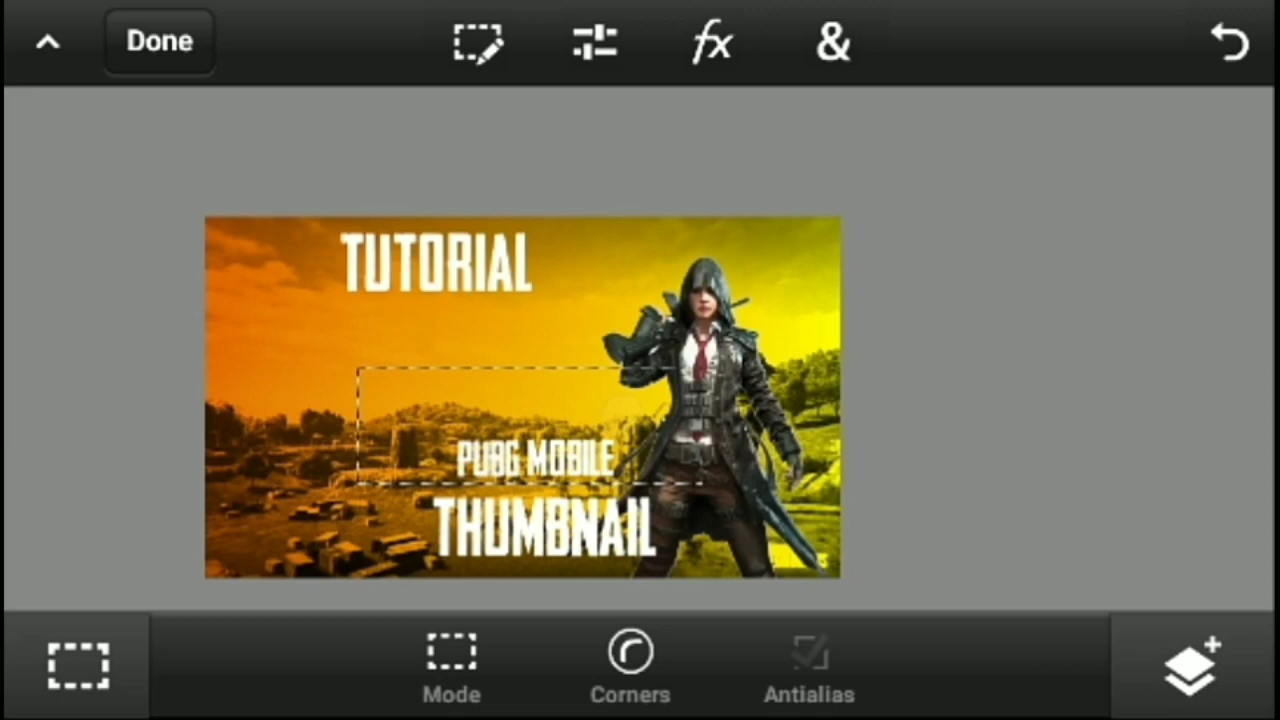 Done
fx
&
TUTORIAL
PUBG MOBILE
THUMBNAIL
Mode
Corners
Antialias